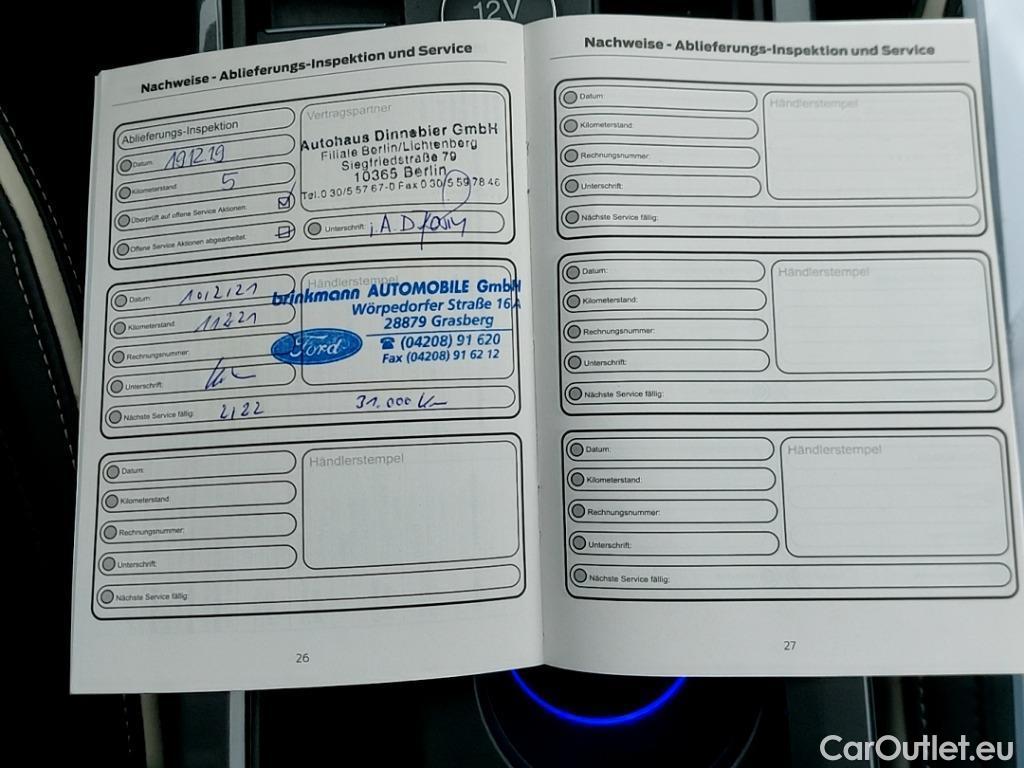 12V
Nachweise - Ablieferungs-Inspektion und Service
Ablieferungs-Inspektion
Datum: 19.12.19
Kilometerstand: 5
Überprüft auf offene Service Aktionen:
Offene Service Aktionen abgearbeitet:
Vertragspartner
Autohaus Dinnebier GmbH
Filiale Berlin/Lichtenberg
Siegfriedstraße 79
10365 Berlin
Tel. 0 30/5 57 67-0 Fax 0 30/5 59 78 46
Unterschrift: i.A. D.
Datum: 10/2/21
Kilometerstand: 11221
Rechnungsnummer:
Unterschrift:
Nächste Service fällig: 2/22 31.000 Km
Händlerstempel
brinkmann AUTOMOBILE GmbH
Wörpedorfer Straße 16A
28879 Grasberg
Ford
☎ (04208) 91 620
Fax (04208) 91 62 12
Datum:
Kilometerstand:
Rechnungsnummer:
Unterschrift:
Nächste Service fällig:
Händlerstempel
26
Nachweise - Ablieferungs-Inspektion und Service
Datum:
Kilometerstand:
Rechnungsnummer:
Unterschrift:
Nächste Service fällig:
Händlerstempel
Datum:
Kilometerstand:
Rechnungsnummer:
Unterschrift:
Nächste Service fällig:
Händlerstempel
Datum:
Kilometerstand:
Rechnungsnummer:
Unterschrift:
Nächste Service fällig:
Händlerstempel
27
CarOutlet.eu